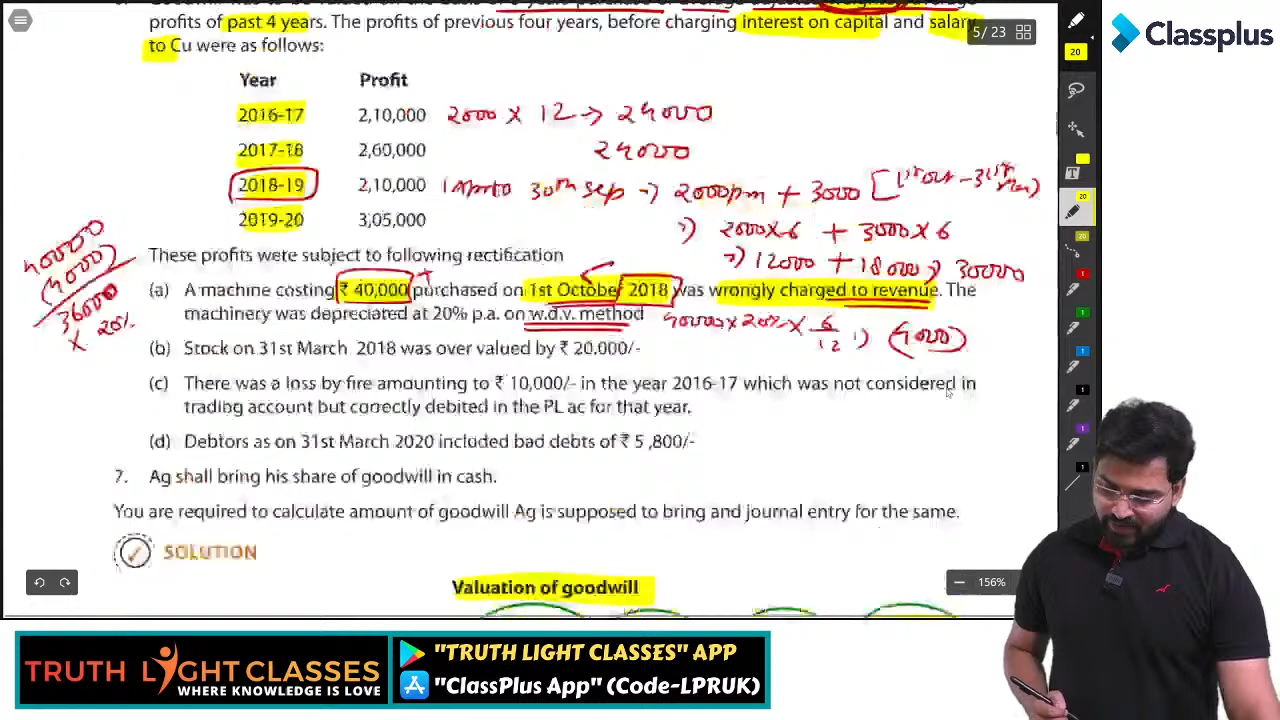 profits of past 4 years. The profits of previous four years, before charging interest on capital and salary
to Cu were as follows:
5 / 23
Classplus
20
Year Profit
2016-17 2,10,000 2000 X 12 → 24000
2017-18 2,60,000 24000
2018-19 2,10,000 1 April to 30th Sep → 2000pm + 3000 [1st Oct - 31st Mar)
2019-20 3,05,000 2000X6 + 3000X6
12000 + 18000 30000
40000
(4000)
36000
X 20%
These profits were subject to following rectification
(a) A machine costing ₹ 40,000 purchased on 1st October 2018 was wrongly charged to revenue. The
machinery was depreciated at 20% p.a. on w.d.v. method 40000 x 20% x 6/12 (4000)
(b) Stock on 31st March 2018 was over valued by ₹ 20.000/-
(c) There was a loss by fire amounting to ₹ 10,000/- in the year 2016-17 which was not considered in
trading account but correctly debited in the PL ac for that year.
(d) Debtors as on 31st March 2020 included bad debts of ₹ 5 ,800/-
7. Ag shall bring his share of goodwill in cash.
You are required to calculate amount of goodwill Ag is supposed to bring and journal entry for the same.
SOLUTION
Valuation of goodwill
156%
TRUTH LIGHT CLASSES
WHERE KNOWLEDGE IS LOVE
"TRUTH LIGHT CLASSES" APP
"ClassPlus App" (Code-LPRUK)